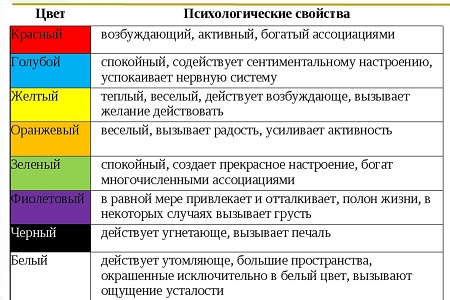 Цвет Психологические свойства
Красный возбуждающий, активный, богатый ассоциациями
Голубой спокойный, содействует сентиментальному настроению,
успокаивает нервную систему
Желтый теплый, веселый, действует возбуждающе, вызывает
желание действовать
Оранжевый веселый, вызывает радость, усиливает активность
Зеленый спокойный, создает прекрасное настроение, богат
многочисленными ассоциациями
Фиолетовый в равной мере привлекает и отталкивает, полон жизни, в
некоторых случаях вызывает грусть
Черный действует угнетающе, вызывает печаль
Белый действует утомляюще, большие пространства,
окрашенные исключительно в белый цвет, вызывают
ощущение усталости